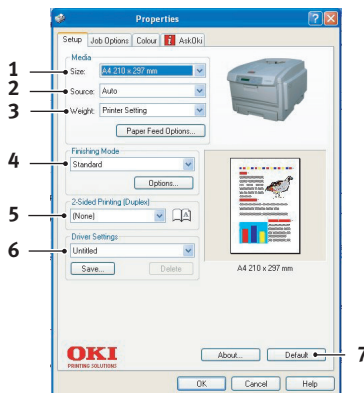 Properties
Setup Job Options Colour AskOki
Media
1 Size: A4 210 x 297 mm
2 Source: Auto
3 Weight: Printer Setting
Paper Feed Options...
Finishing Mode
4 Standard
Options...
2-Sided Printing (Duplex)
5 (None) A
Driver Settings
6 Untitled
Save... Delete
A4 210 x 297 mm
OKI
PRINTING SOLUTIONS
About... Default 7
OK Cancel Help